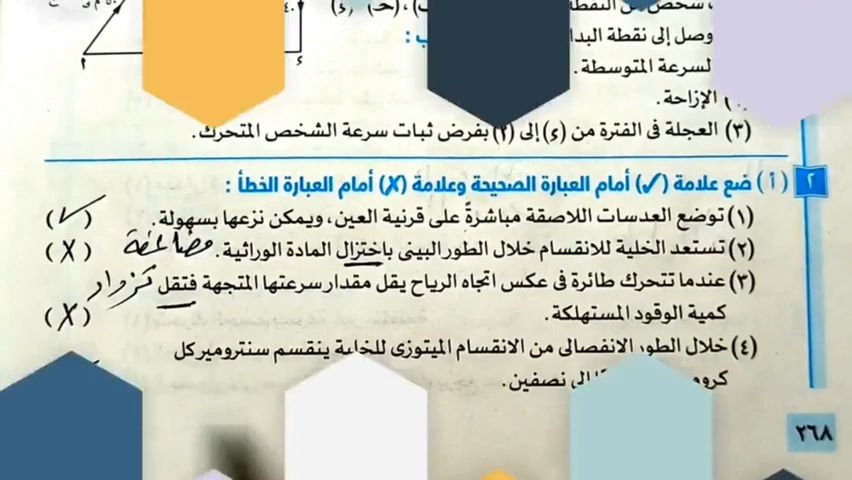 وصل إلى نقطة البدا
لسرعة المتوسطة.
الإزاحة.
(٣) العجلة فى الفترة من (ء) إلى (٢) بفرض ثبات سرعة الشخص المتحرك.
٢ (أ) ضع علامة (✓) أمام العبارة الصحيحة وعلامة (X) أمام العبارة الخطأ :
(١) توضع العدسات اللاصقة مباشرةً على قرنية العين، ويمكن نزعها بسهولة. (✓)
(٢) تستعد الخلية للانقسام خلال الطور البينى باختزال المادة الوراثية. مضاعفة (X)
(٣) عندما تتحرك طائرة فى عكس اتجاه الرياح يقل مقدار سرعتها المتجهة فتقل تزداد
كمية الوقود المستهلكة. (X)
(٤) خلال الطور الانفصالى من الانقسام الميتوزى للخلية ينقسم سنترومير كل
كرومو إلى نصفين.
٢٦٨